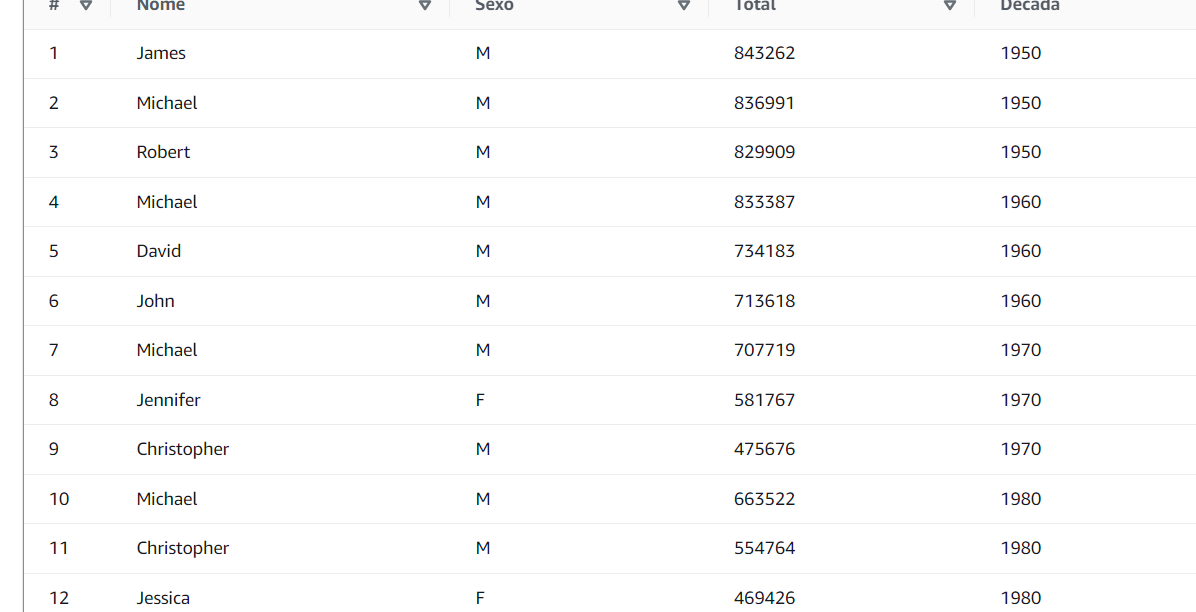 # Nome Sexo Total Década
1 James M 843262 1950
2 Michael M 836991 1950
3 Robert M 829909 1950
4 Michael M 833387 1960
5 David M 734183 1960
6 John M 713618 1960
7 Michael M 707719 1970
8 Jennifer F 581767 1970
9 Christopher M 475676 1970
10 Michael M 663522 1980
11 Christopher M 554764 1980
12 Jessica F 469426 1980